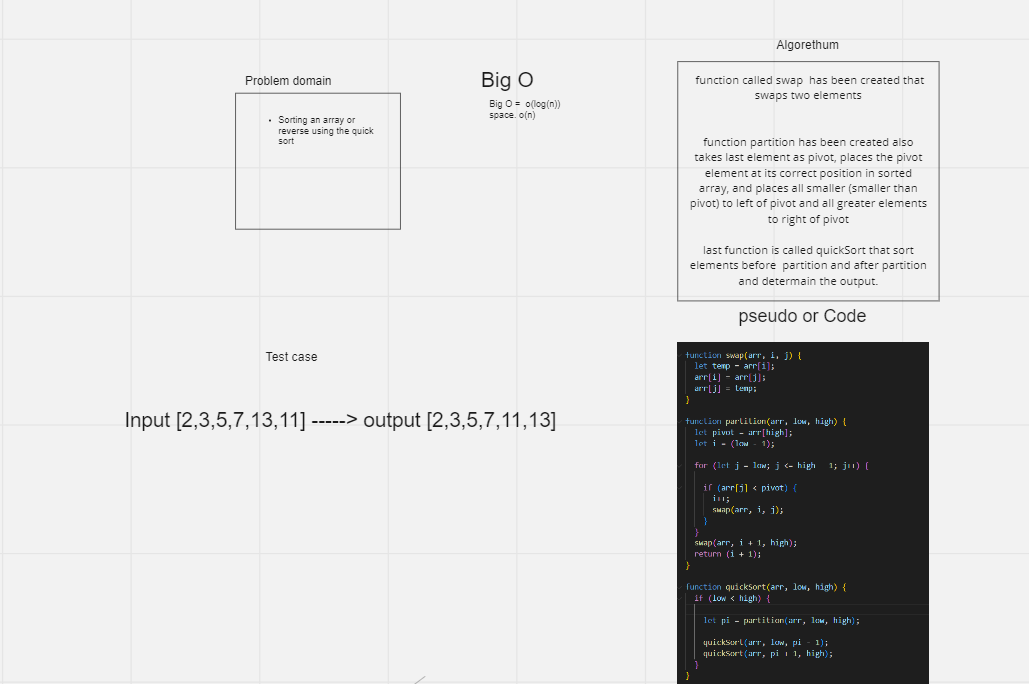 Problem domain
• Sorting an array or
reverse using the quick
sort
Big O
Big O = o(log(n))
space. o(n)
Algorethum
function called swap has been created that
swaps two elements
function partition has been created also
takes last element as pivot, places the pivot
element at its correct position in sorted
array, and places all smaller (smaller than
pivot) to left of pivot and all greater elements
to right of pivot
last function is called quickSort that sort
elements before partition and after partition
and determain the output.
Test case
Input [2,3,5,7,13,11] -----> output [2,3,5,7,11,13]
pseudo or Code
function swap(arr, i, j) {
let temp = arr[i];
arr[i] = arr[j];
arr[j] = temp;
}
function partition(arr, low, high) {
let pivot = arr[high];
let i = (low - 1);
for (let j = low; j <= high - 1; j++) {
if (arr[j] < pivot) {
i++;
swap(arr, i, j);
}
}
swap(arr, i + 1, high);
return (i + 1);
}
function quickSort(arr, low, high) {
if (low < high) {
let pi = partition(arr, low, high);
quickSort(arr, low, pi - 1);
quickSort(arr, pi + 1, high);
}
}